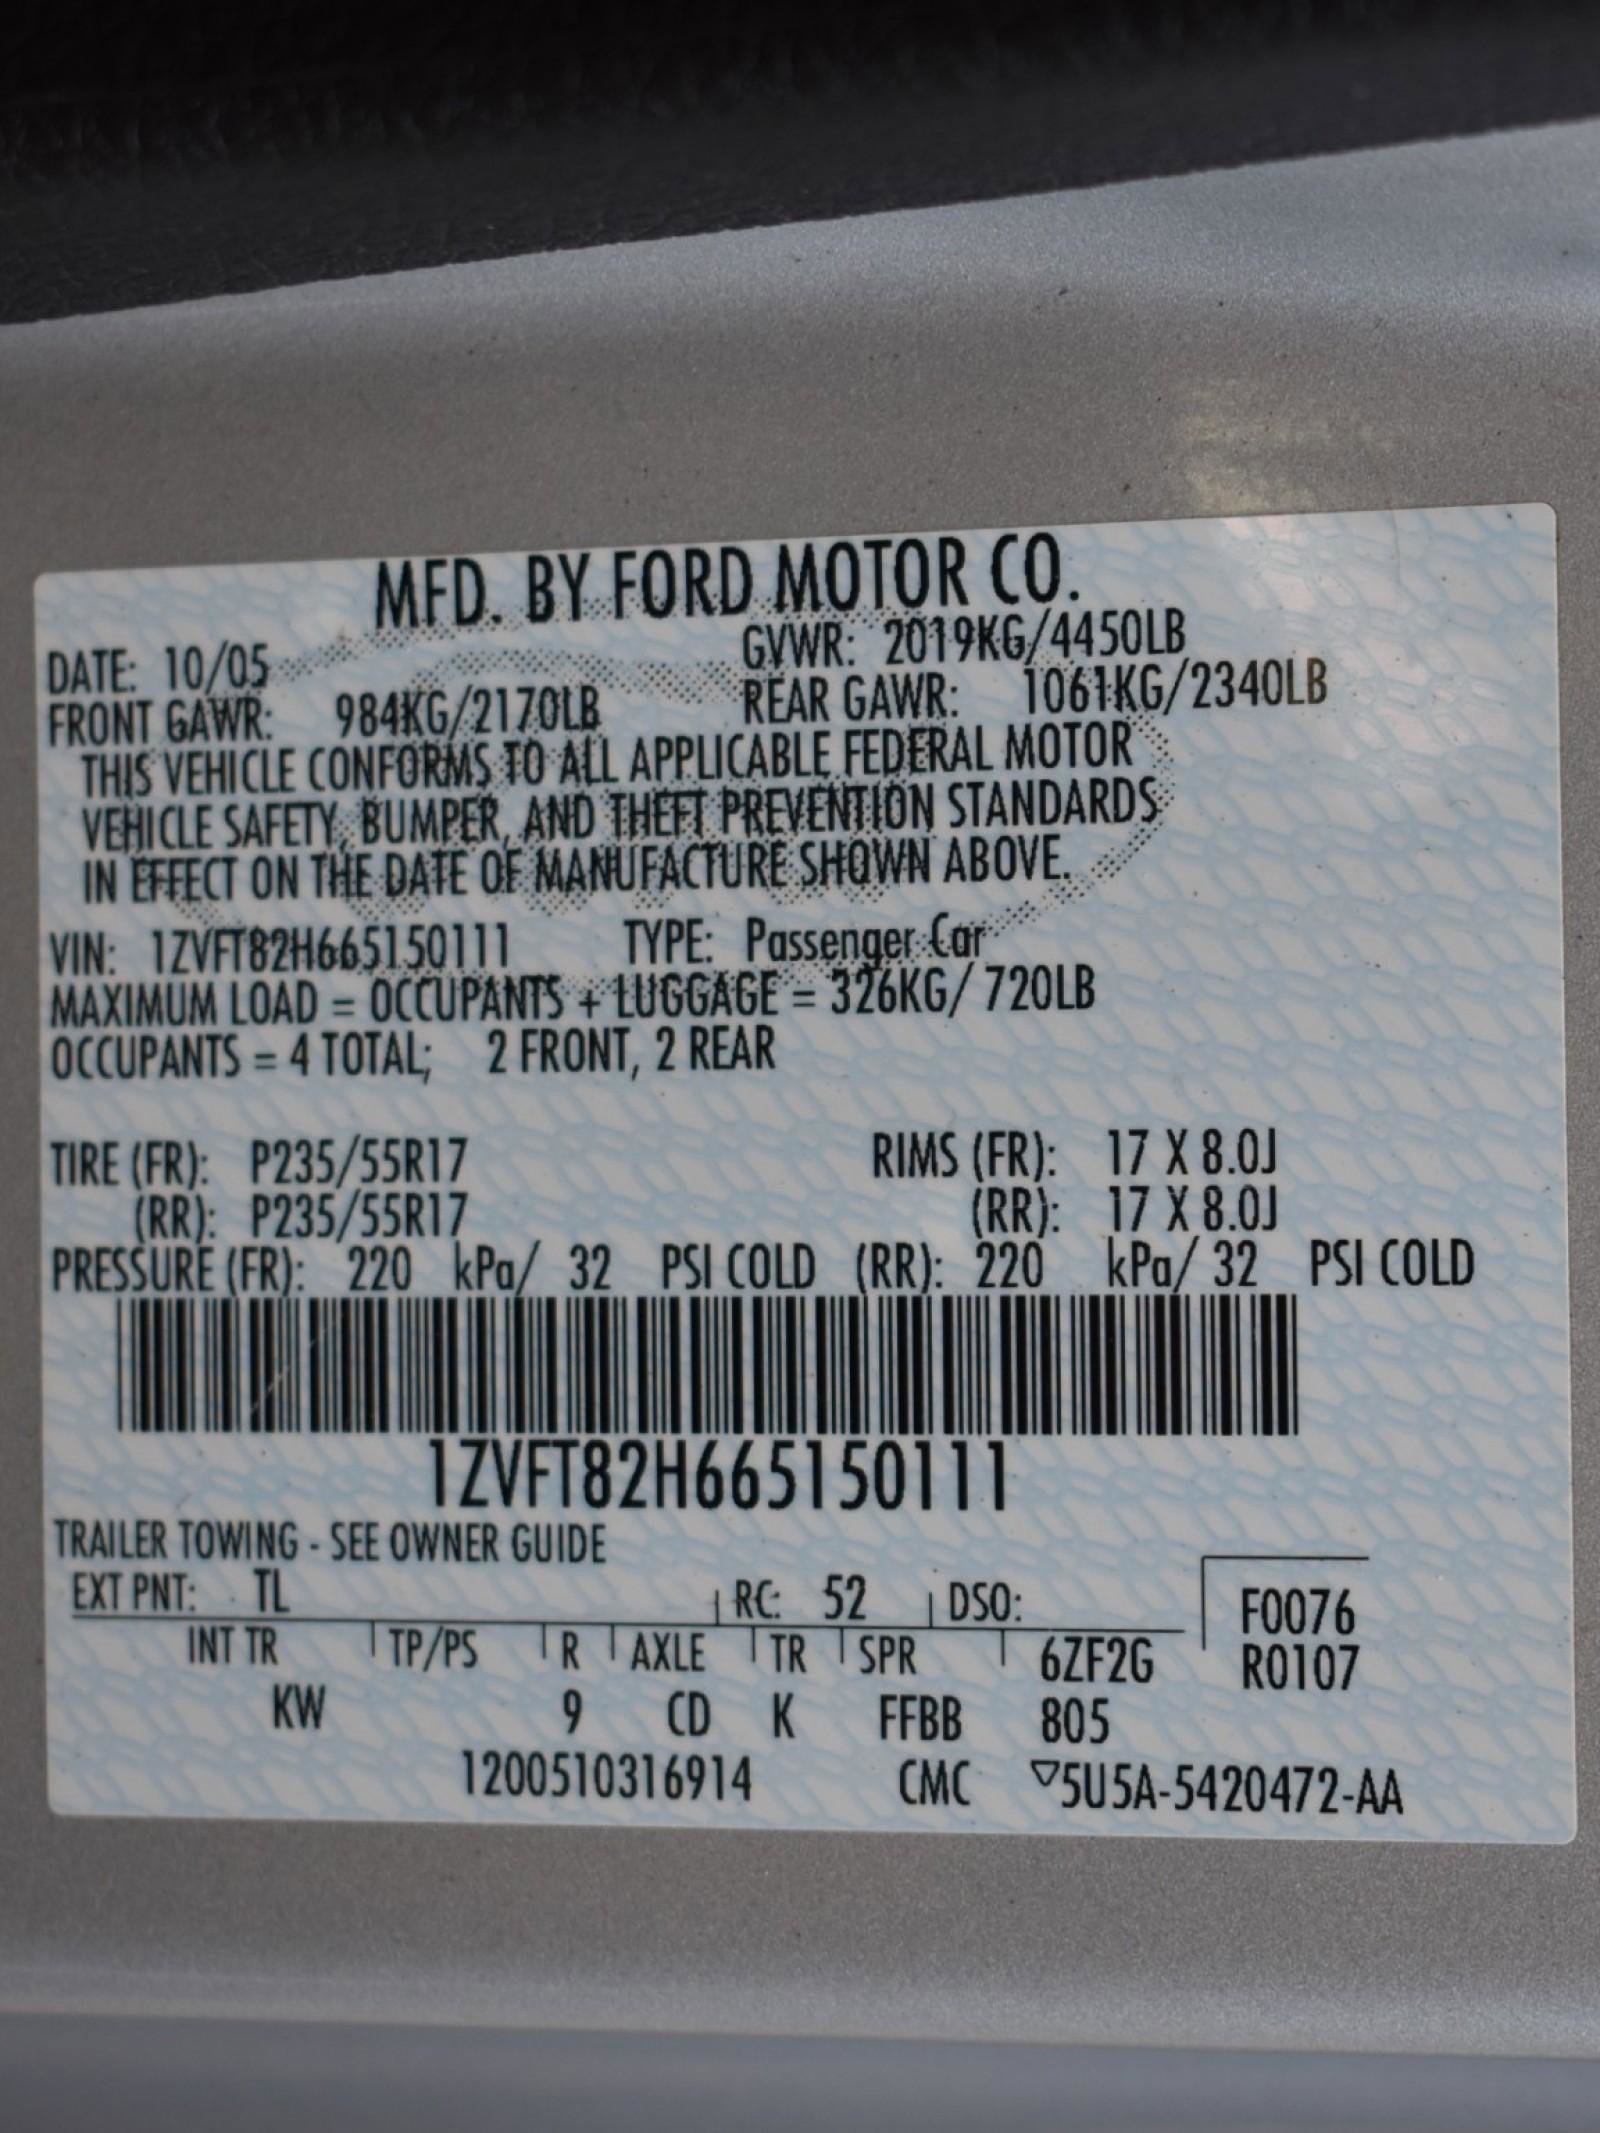 MFD. BY FORD MOTOR CO.
DATE: 10/05 GVWR: 2019KG/4450LB
FRONT GAWR: 984KG/2170LB REAR GAWR: 1061KG/2340LB
THIS VEHICLE CONFORMS TO ALL APPLICABLE FEDERAL MOTOR
VEHICLE SAFETY, BUMPER, AND THEFT PREVENTION STANDARDS
IN EFFECT ON THE DATE OF MANUFACTURE SHOWN ABOVE.
VIN: 1ZVFT82H665150111 TYPE: Passenger Car
MAXIMUM LOAD = OCCUPANTS + LUGGAGE = 326KG/ 720LB
OCCUPANTS = 4 TOTAL; 2 FRONT, 2 REAR
TIRE (FR): P235/55R17 RIMS (FR): 17 X 8.0J
(RR): P235/55R17 (RR): 17 X 8.0J
PRESSURE (FR): 220 kPa/ 32 PSI COLD (RR): 220 kPa/ 32 PSI COLD
1ZVFT82H665150111
TRAILER TOWING - SEE OWNER GUIDE
EXT PNT: TL RC: 52 DSO: F0076
INT TR TP/PS R AXLE TR SPR 6ZF2G R0107
KW 9 CD K FFBB 805
1200510316914 CMC ▽5U5A-5420472-AA